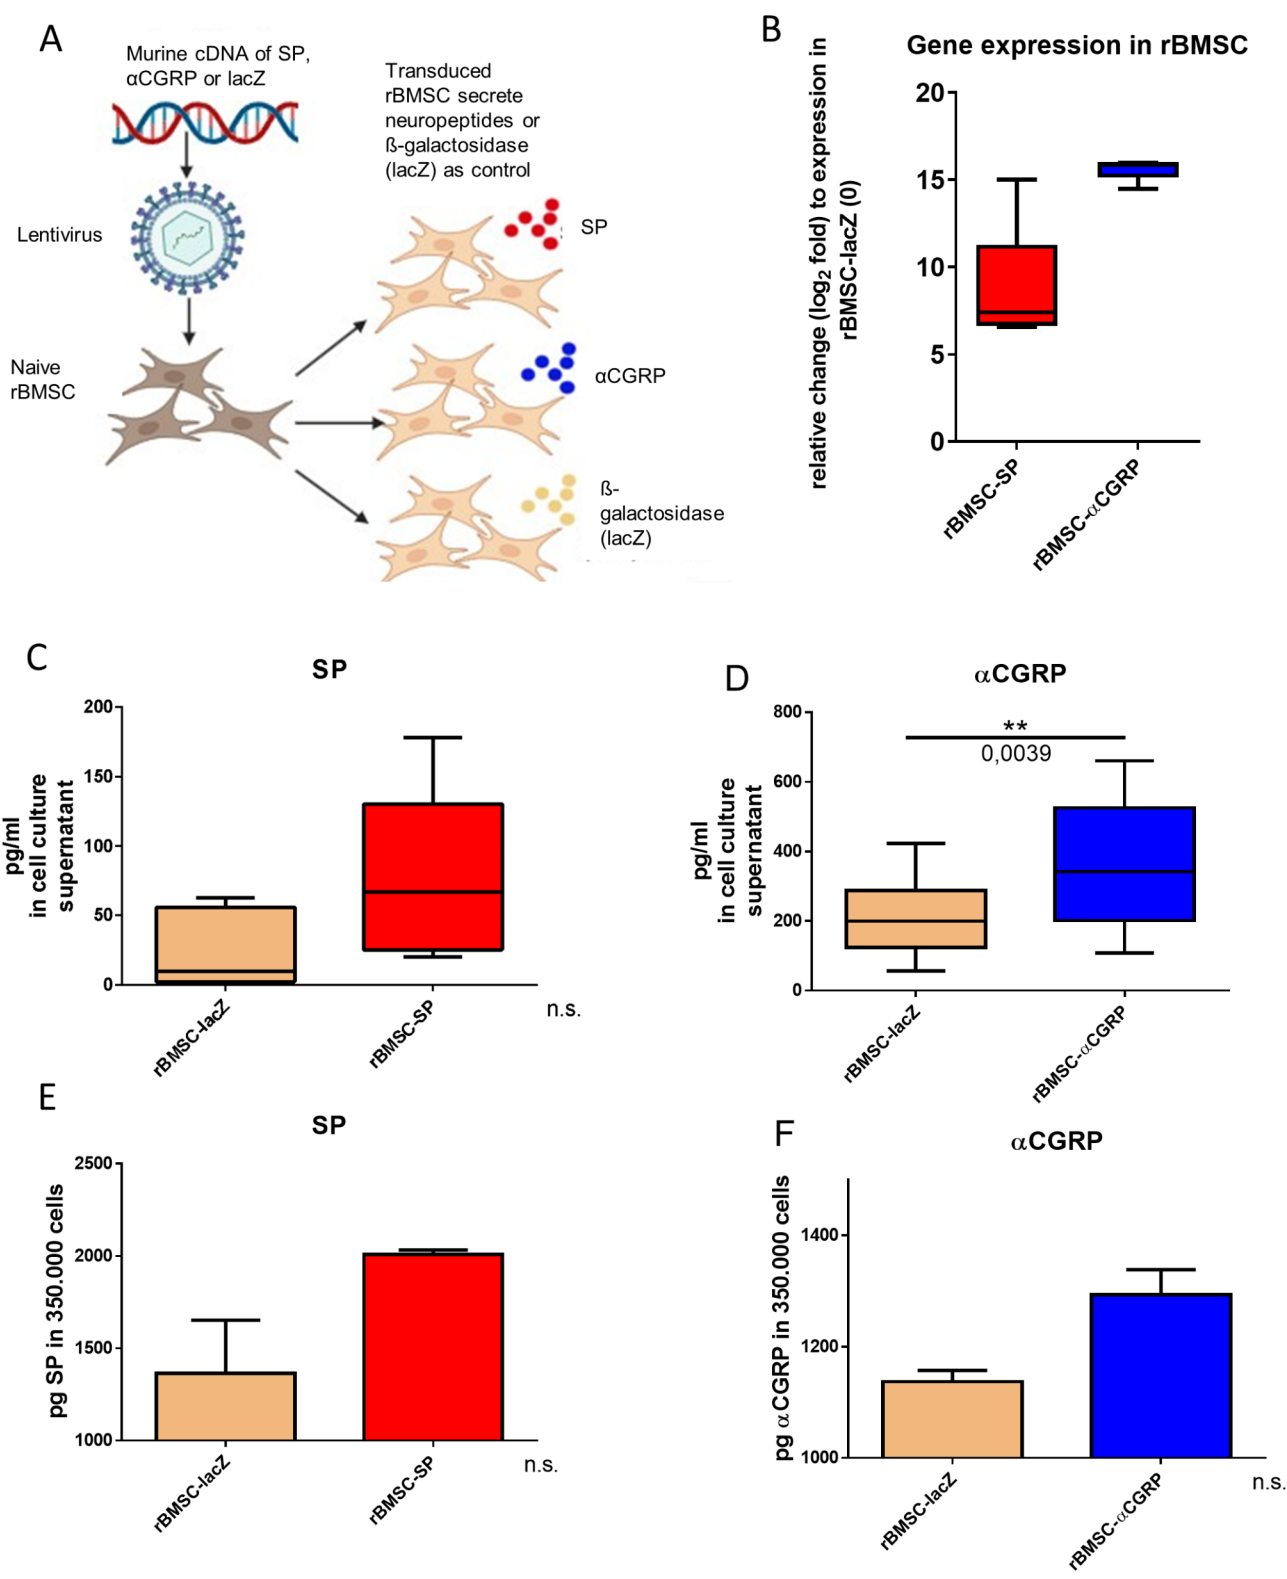 A
Murine cDNA of SP,
αCGRP or lacZ
Transduced
rBMSC secrete
neuropeptides or
ß-galactosidase
(lacZ) as control
Lentivirus
SP
Naive
rBMSC
αCGRP
ß-
galactosidase
(lacZ)
B
Gene expression in rBMSC
relative change (log2 fold) to expression in
rBMSC-lacZ (0)
20
15
10
5
0
rBMSC-SP
rBMSC-αCGRP
C
SP
pg/ml
in cell culture
supernatant
200
150
100
50
0
rBMSC-lacZ
rBMSC-SP
n.s.
D
αCGRP
pg/ml
in cell culture
supernatant
800
600
400
200
0
**
0,0039
rBMSC-lacZ
rBMSC-αCGRP
E
SP
pg SP in 350.000 cells
2500
2000
1500
1000
rBMSC-lacZ
rBMSC-SP
n.s.
F
αCGRP
pg αCGRP in 350.000 cells
1400
1200
1000
rBMSC-lacZ
rBMSC-αCGRP
n.s.